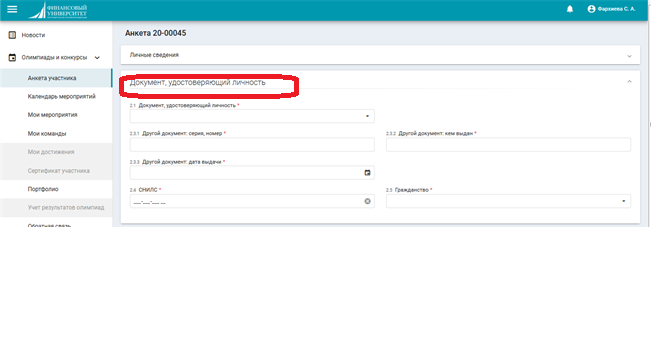 ФИНАНСОВЫЙ
УНИВЕРСИТЕТ
Фарзиева С. А.
Новости
Олимпиады и конкурсы
Анкета участника
Календарь мероприятий
Мои мероприятия
Мои команды
Мои достижения
Сертификат участника
Портфолио
Учет результатов олимпиад
Обратная связь
Анкета 20-00045
Личные сведения
Документ, удостоверяющий личность
2.1 Документ, удостоверяющий личность *
2.3.1 Другой документ: серия, номер *
2.3.2 Другой документ: кем выдан *
2.3.3 Другой документ: дата выдачи *
2.4 СНИЛС *
2.5 Гражданство *
___-___-___ __